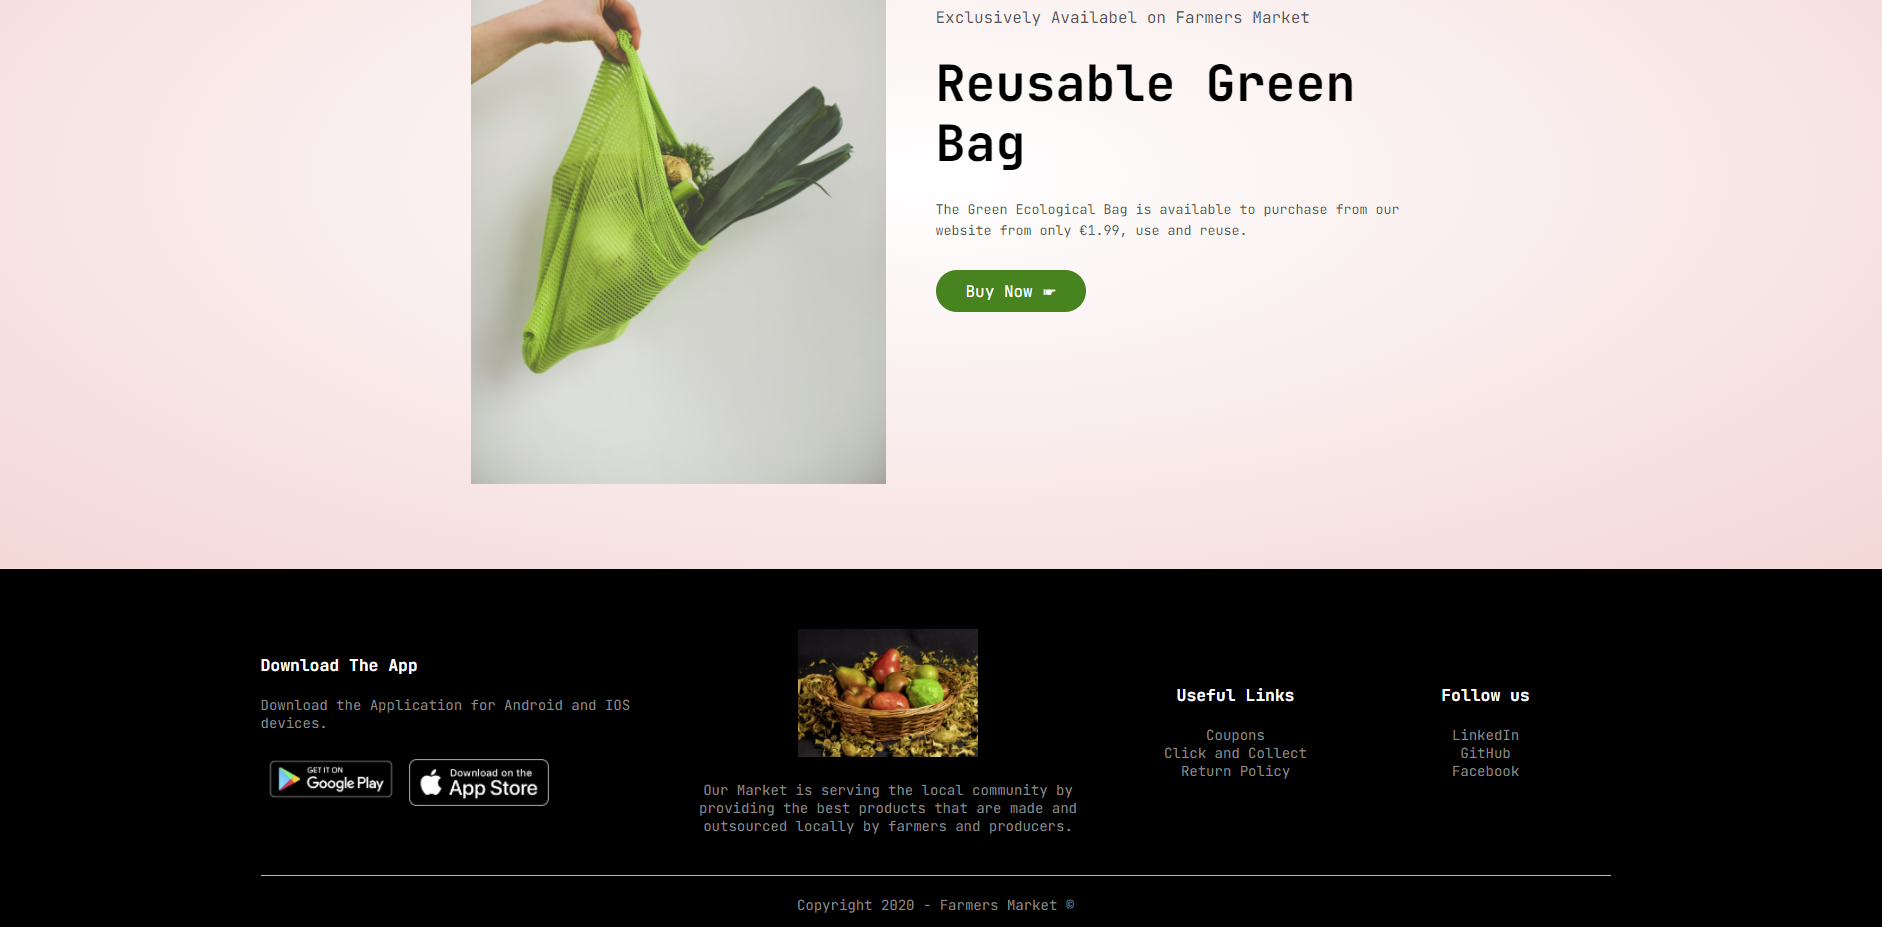 Exclusively Availabel on Farmers Market
Reusable Green
Bag
The Green Ecological Bag is available to purchase from our
website from only €1.99, use and reuse.
Buy Now ☛
Download The App
Download the Application for Android and IOS
devices.
GET IT ON
Google Play
Download on the
App Store
Our Market is serving the local community by
providing the best products that are made and
outsourced locally by farmers and producers.
Useful Links
Coupons
Click and Collect
Return Policy
Follow us
LinkedIn
GitHub
Facebook
Copyright 2020 - Farmers Market ©